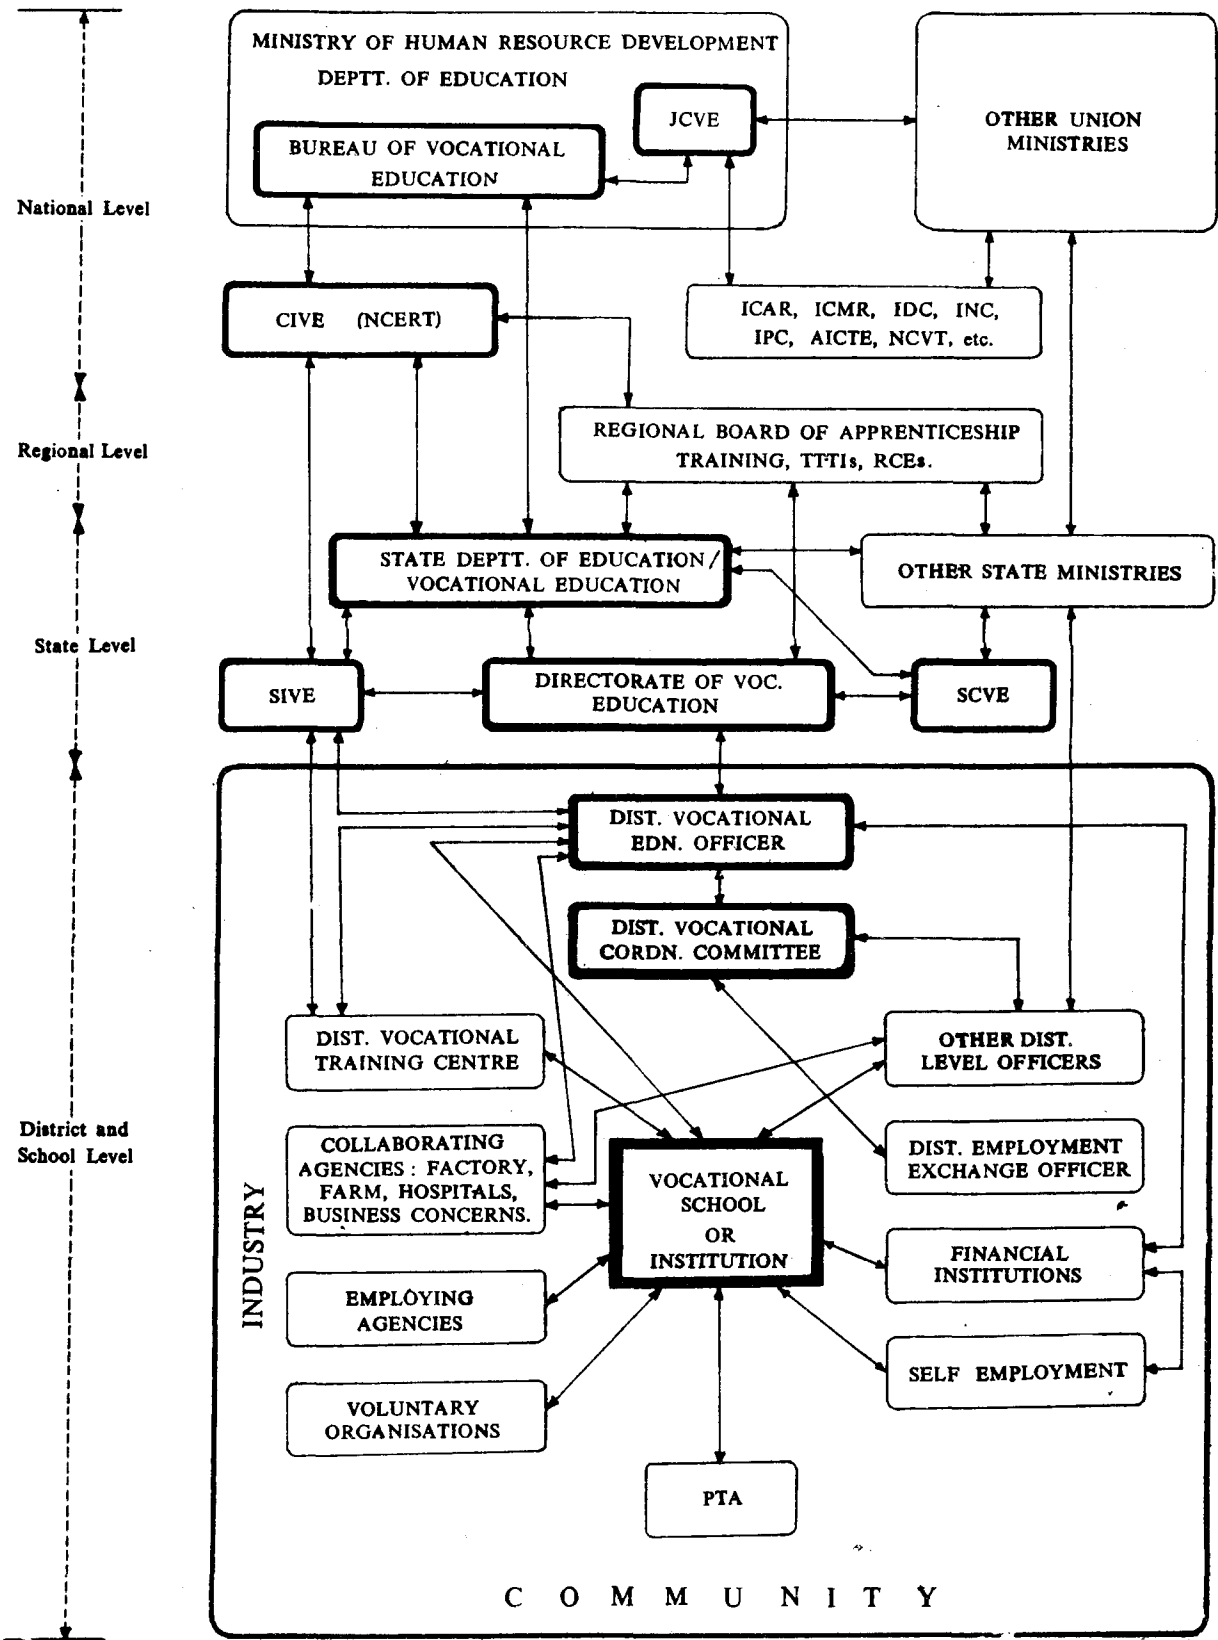 MINISTRY OF HUMAN RESOURCE DEVELOPMENT
DEPTT. OF EDUCATION
JCVE
BUREAU OF VOCATIONAL
EDUCATION
OTHER UNION
MINISTRIES
National Level
CIVE (NCERT)
ICAR, ICMR, IDC, INC,
IPC, AICTE, NCVT, etc.
Regional Level
REGIONAL BOARD OF APPRENTICESHIP
TRAINING, TTTIs, RCEs.
STATE DEPTT. OF EDUCATION/
VOCATIONAL EDUCATION
OTHER STATE MINISTRIES
State Level
SIVE
DIRECTORATE OF VOC.
EDUCATION
SCVE
DIST. VOCATIONAL
EDN. OFFICER
DIST. VOCATIONAL
CORDN. COMMITTEE
DIST. VOCATIONAL
TRAINING CENTRE
OTHER DIST.
LEVEL OFFICERS
District and
School Level
COLLABORATING
AGENCIES : FACTORY,
FARM, HOSPITALS,
BUSINESS CONCERNS.
VOCATIONAL
SCHOOL
OR
INSTITUTION
DIST. EMPLOYMENT
EXCHANGE OFFICER
INDUSTRY
FINANCIAL
INSTITUTIONS
EMPLOYING
AGENCIES
SELF EMPLOYMENT
VOLUNTARY
ORGANISATIONS
PTA
COMMUNITY